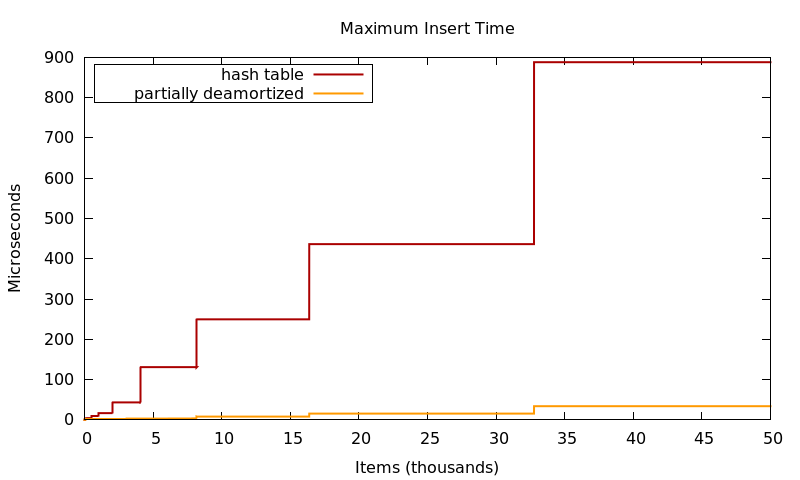 Maximum Insert Time
900
800
700
600
500
400
300
200
100
0
Microseconds
hash table
partially deamortized
0 5 10 15 20 25 30 35 40 45 50
Items (thousands)